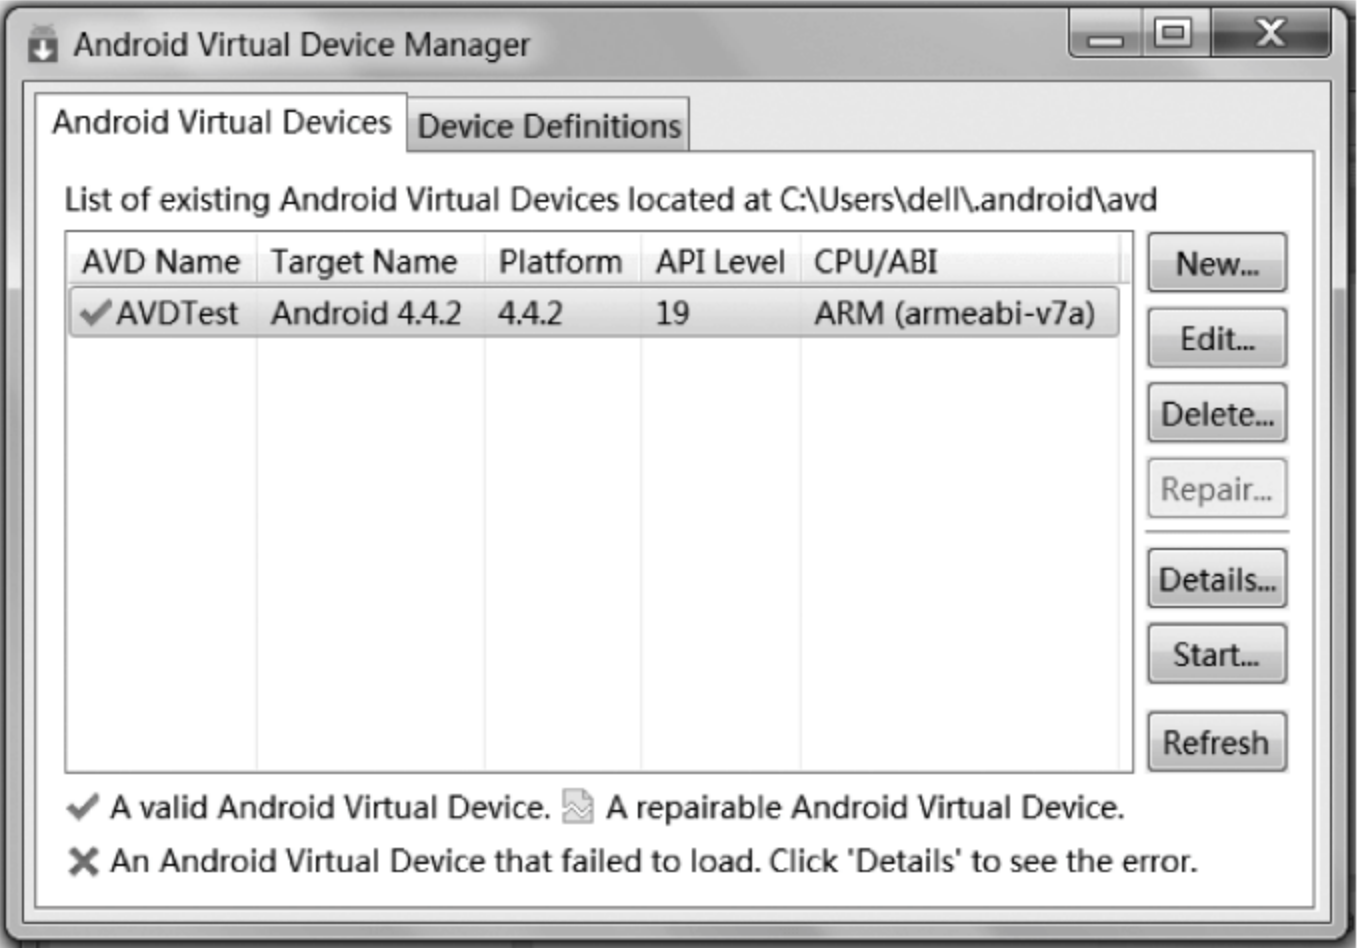 Android Virtual Device Manager
Android Virtual Devices Device Definitions
List of existing Android Virtual Devices located at C:\Users\dell\.android\avd
AVD Name Target Name Platform API Level CPU/ABI
AVDTest Android 4.4.2 4.4.2 19 ARM (armeabi-v7a)
New...
Edit...
Delete...
Repair...
Details...
Start...
Refresh
A valid Android Virtual Device. A repairable Android Virtual Device.
An Android Virtual Device that failed to load. Click 'Details' to see the error.